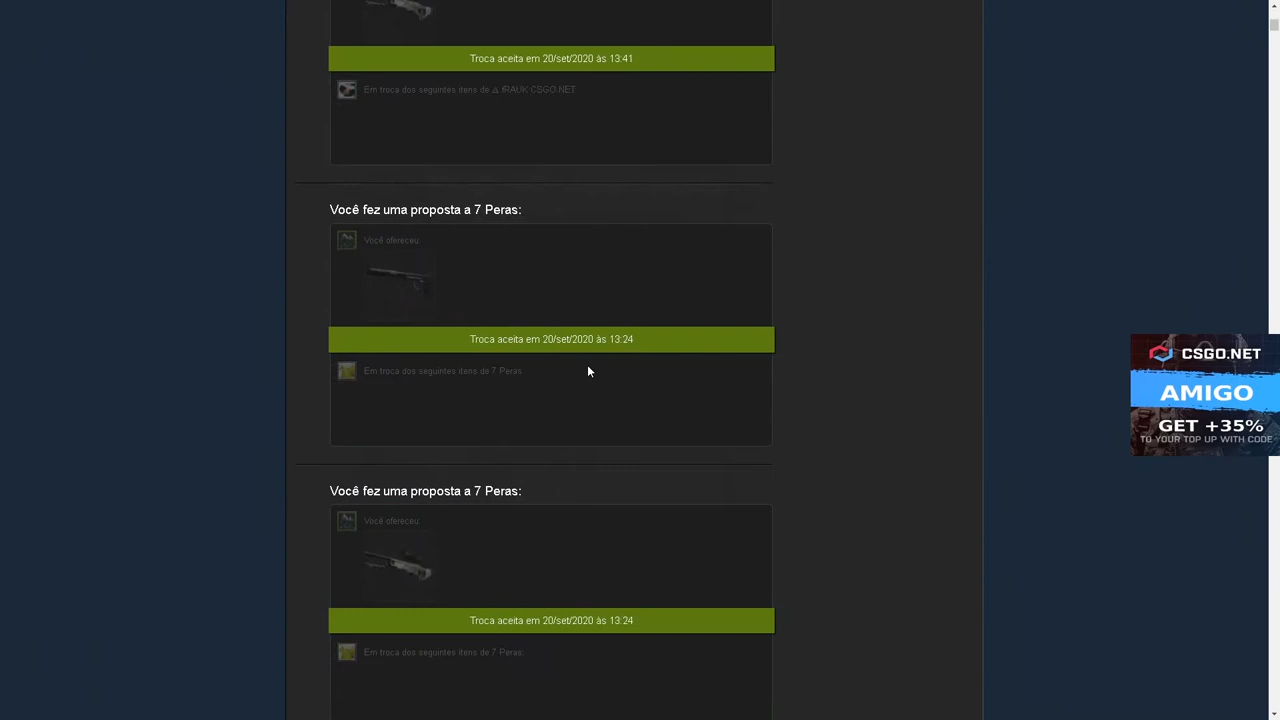 Troca aceita em 20/set/2020 às 13:41
Em troca dos seguintes itens de CSGO.NET
Você fez uma proposta a 7 Peras:
Você ofereceu
Troca aceita em 20/set/2020 às 13:24
Em troca dos seguintes itens de 7 Peras
Você fez uma proposta a 7 Peras:
Você ofereceu
Troca aceita em 20/set/2020 às 13:24
Em troca dos seguintes itens de 7 Peras:
CSGO.NET
AMIGO
GET +35%
TO YOUR TOP UP WITH CODE